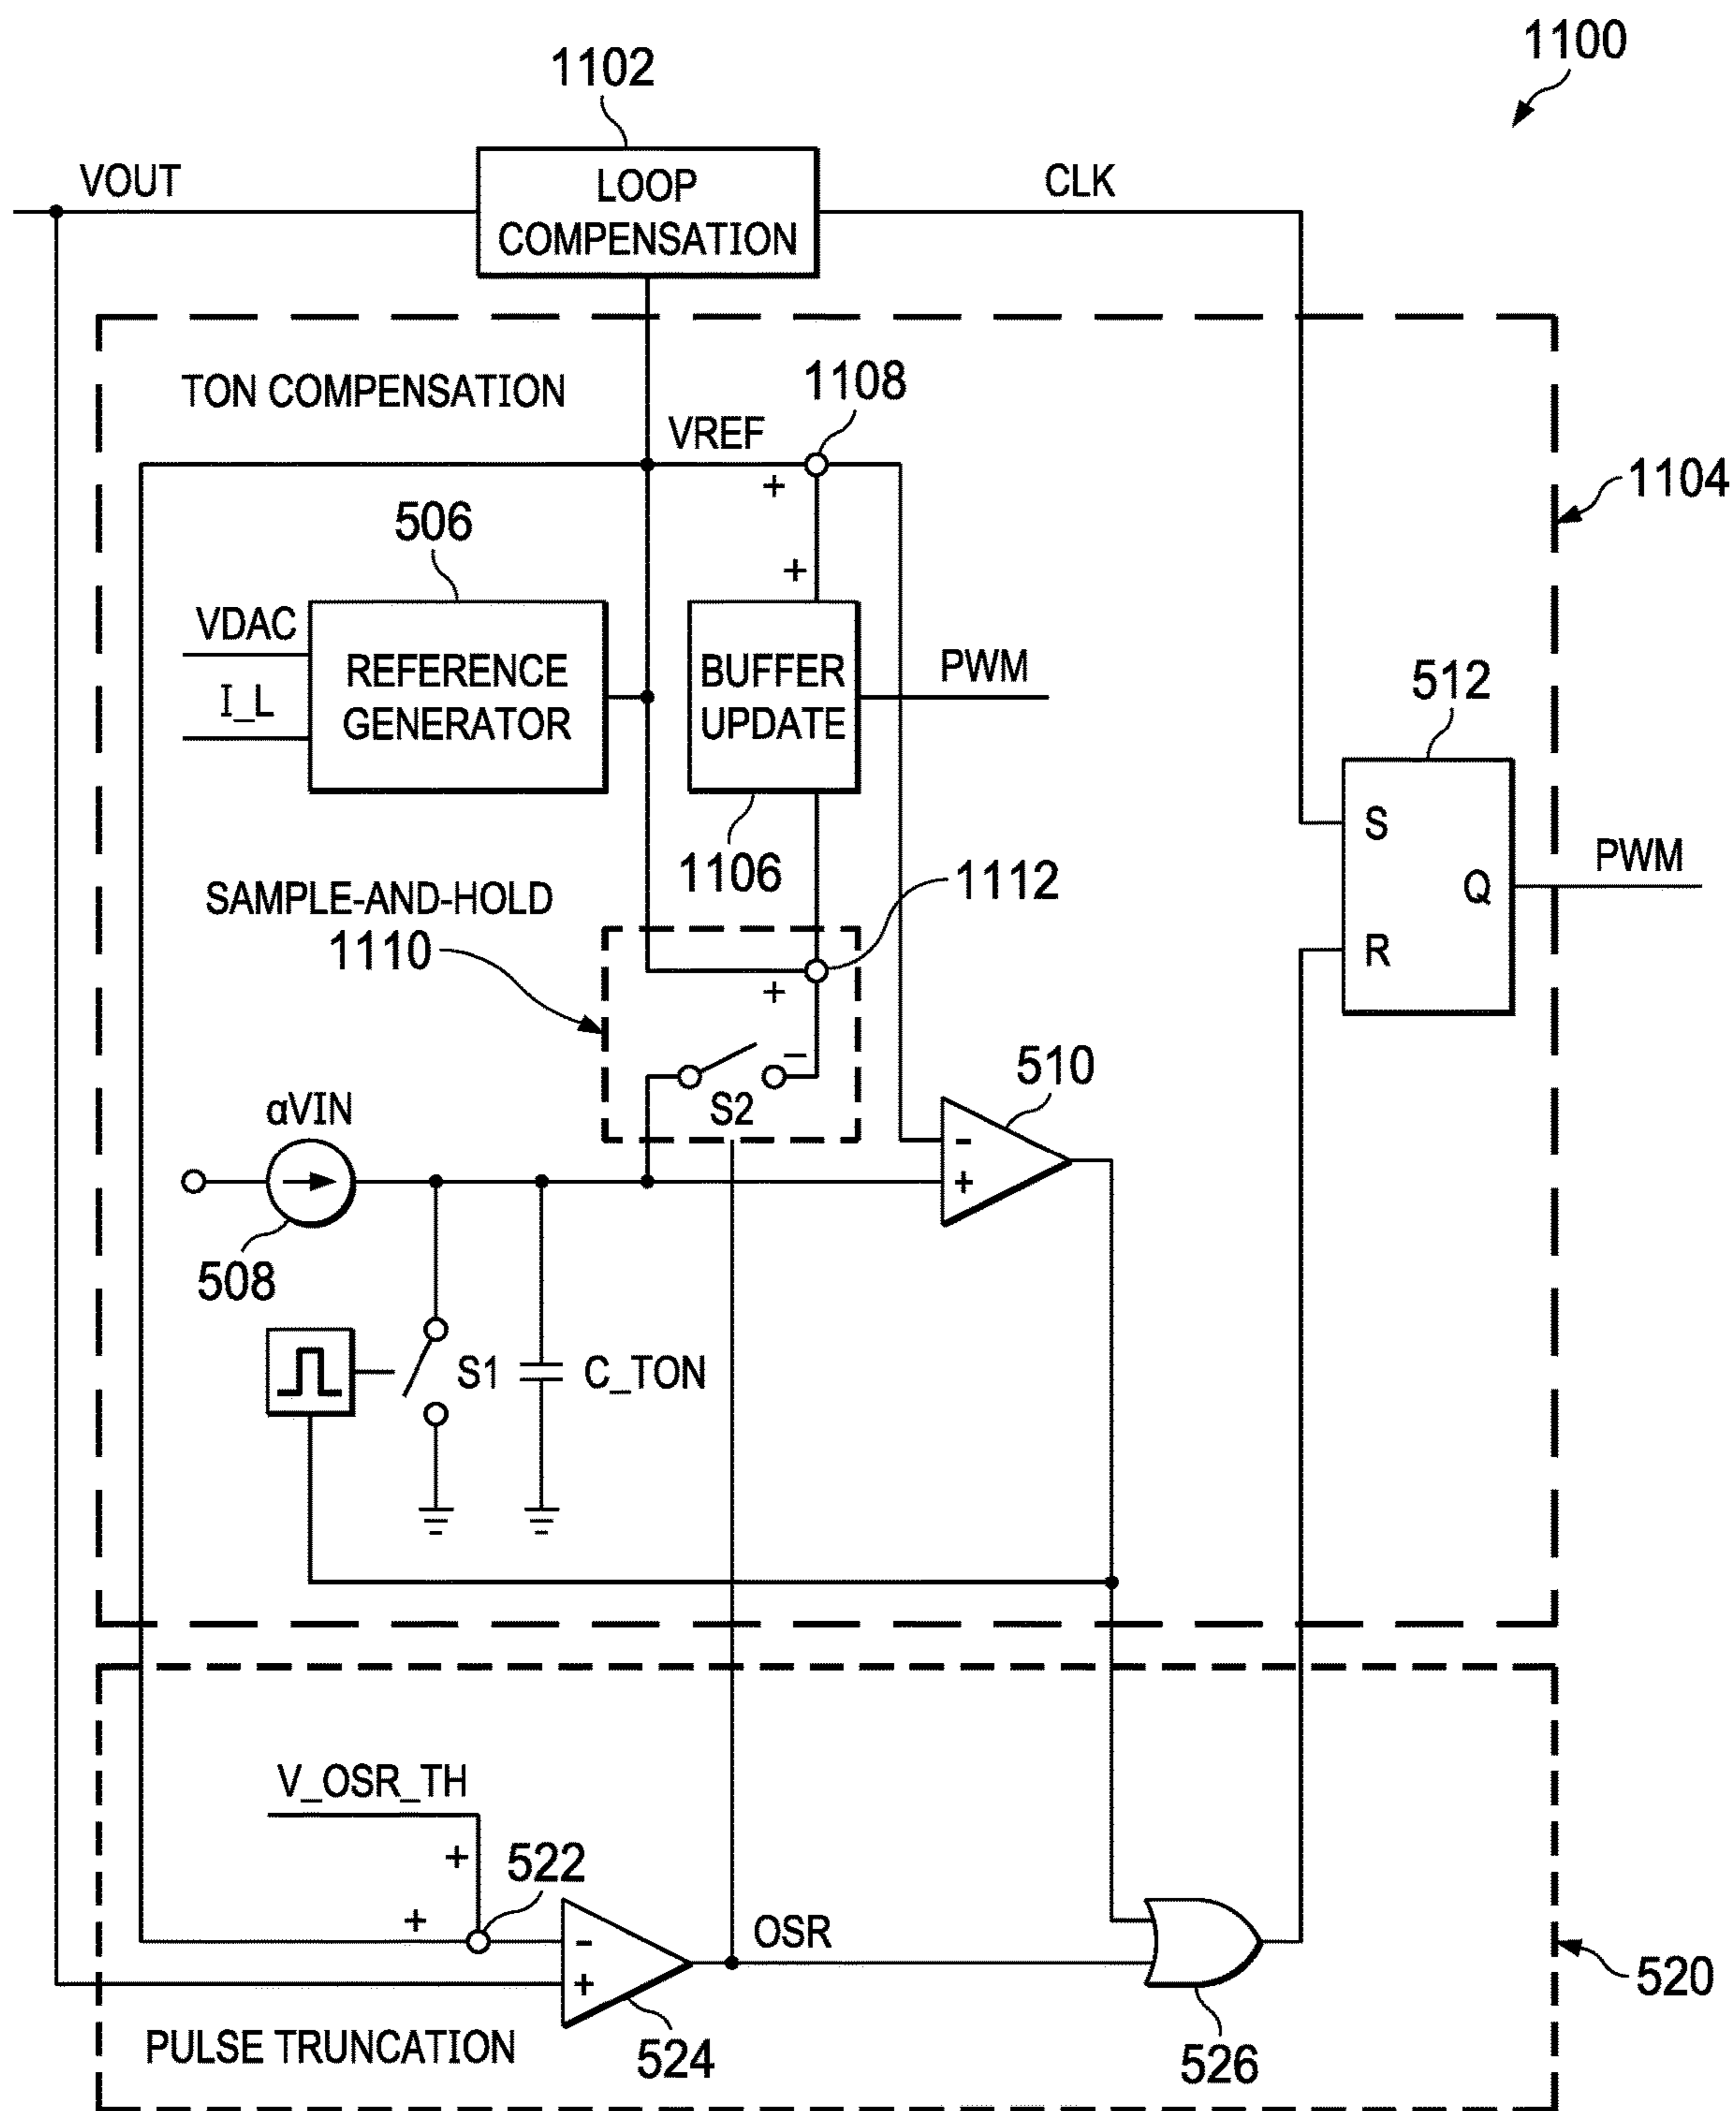 1100
1102
VOUT
LOOP
COMPENSATION
CLK
TON COMPENSATION
1108
VREF
+
1104
506
+
VDAC
I_L
REFERENCE
GENERATOR
BUFFER
UPDATE
PWM
512
S
Q
R
PWM
1106
1112
SAMPLE-AND-HOLD
1110
+
−
S2
510
-
+
αVIN
508
S1
C_TON
V_OSR_TH
+
522
+
-
+
OSR
524
526
520
PULSE TRUNCATION